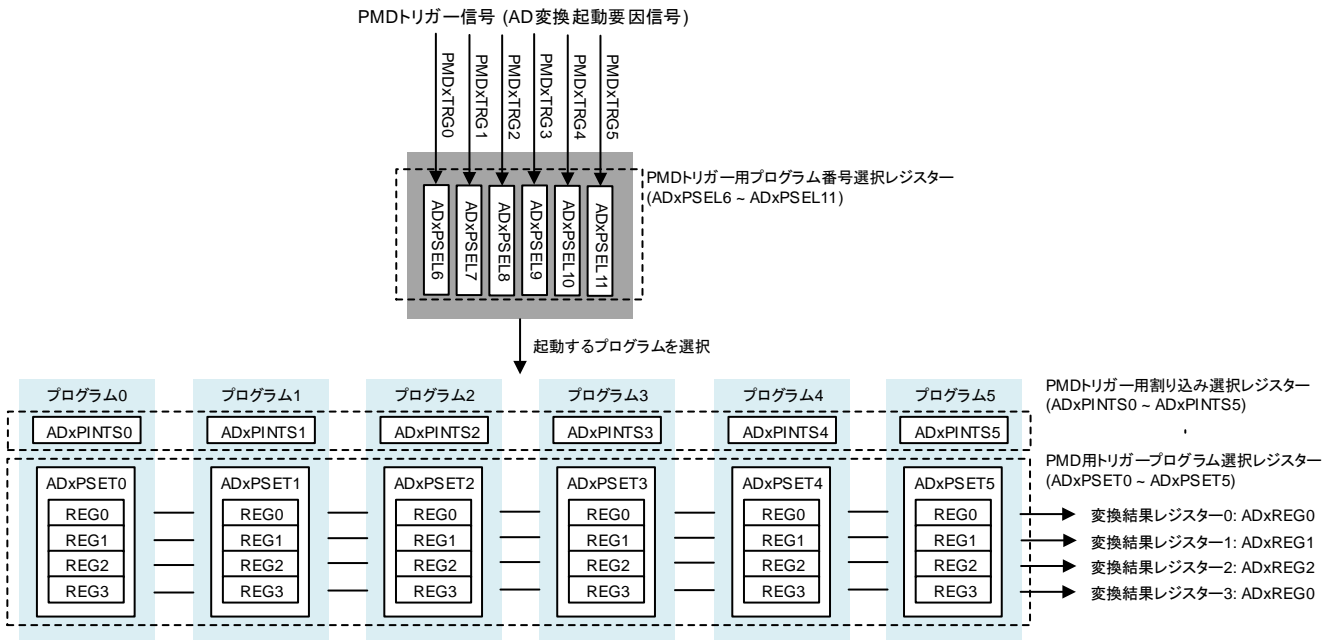 PMDトリガー信号 (AD変換起動要因信号)
PMDxTRG0
PMDxTRG1
PMDxTRG2
PMDxTRG3
PMDxTRG4
PMDxTRG5
PMDトリガー用プログラム番号選択レジスター
(ADxPSEL6 ~ ADxPSEL11)
ADxPSEL6
ADxPSEL7
ADxPSEL8
ADxPSEL9
ADxPSEL10
ADxPSEL11
起動するプログラムを選択
プログラム0
プログラム1
プログラム2
プログラム3
プログラム4
プログラム5
PMDトリガー用割り込み選択レジスター
(ADxPINTS0 ~ ADxPINTS5)
ADxPINTS0
ADxPINTS1
ADxPINTS2
ADxPINTS3
ADxPINTS4
ADxPINTS5
PMD用トリガープログラム選択レジスター
(ADxPSET0 ~ ADxPSET5)
ADxPSET0
ADxPSET1
ADxPSET2
ADxPSET3
ADxPSET4
ADxPSET5
REG0
REG0
REG0
REG0
REG0
REG0
変換結果レジスター0: ADxREG0
REG1
REG1
REG1
REG1
REG1
REG1
変換結果レジスター1: ADxREG1
REG2
REG2
REG2
REG2
REG2
REG2
変換結果レジスター2: ADxREG2
REG3
REG3
REG3
REG3
REG3
REG3
変換結果レジスター3: ADxREG0